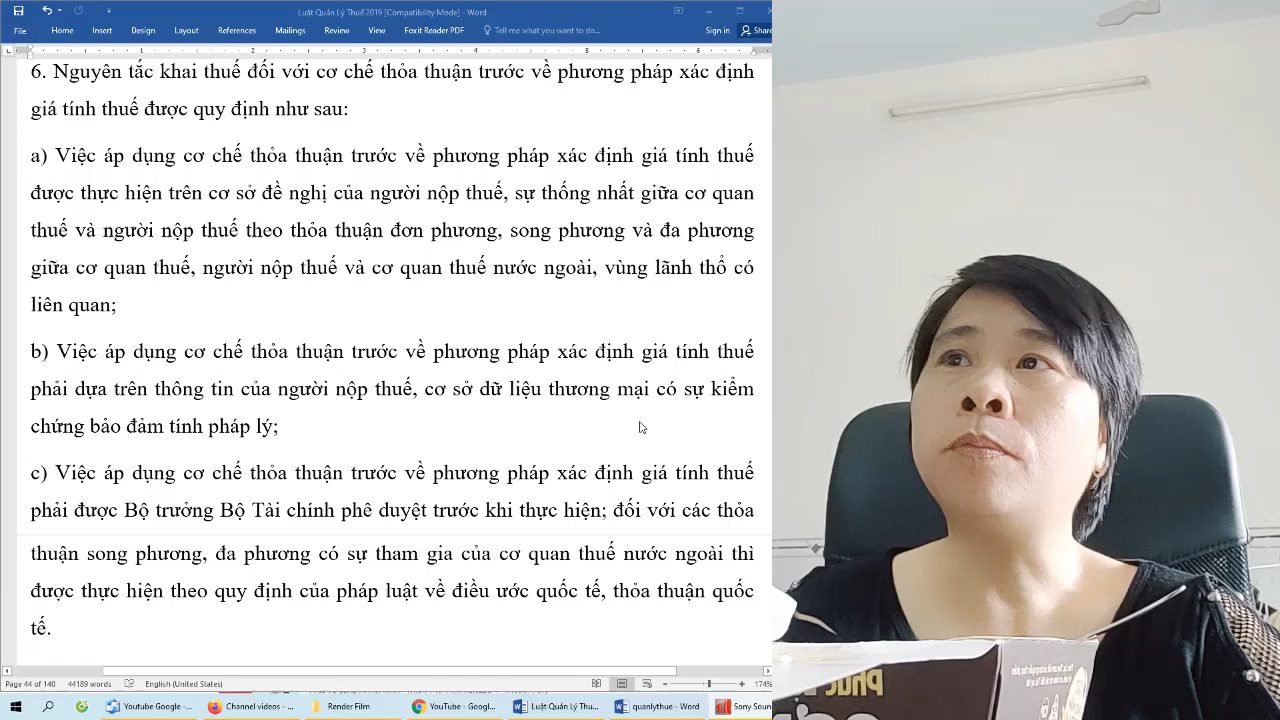 Luật Quản Lý Thuế 2019 [Compatibility Mode] - Word
File Home Insert Design Layout References Mailings Review View Foxit Reader PDF Tell me what you want to do... Sign in Share
1 2 3 4 5 6
6. Nguyên tắc khai thuế đối với cơ chế thỏa thuận trước về phương pháp xác định
giá tính thuế được quy định như sau:
a) Việc áp dụng cơ chế thỏa thuận trước về phương pháp xác định giá tính thuế
được thực hiện trên cơ sở đề nghị của người nộp thuế, sự thống nhất giữa cơ quan
thuế và người nộp thuế theo thỏa thuận đơn phương, song phương và đa phương
giữa cơ quan thuế, người nộp thuế và cơ quan thuế nước ngoài, vùng lãnh thổ có
liên quan;
b) Việc áp dụng cơ chế thỏa thuận trước về phương pháp xác định giá tính thuế
phải dựa trên thông tin của người nộp thuế, cơ sở dữ liệu thương mại có sự kiểm
chứng bảo đảm tính pháp lý;
c) Việc áp dụng cơ chế thỏa thuận trước về phương pháp xác định giá tính thuế
phải được Bộ trưởng Bộ Tài chính phê duyệt trước khi thực hiện; đối với các thỏa
thuận song phương, đa phương có sự tham gia của cơ quan thuế nước ngoài thì
được thực hiện theo quy định của pháp luật về điều ước quốc tế, thỏa thuận quốc
tế.
Page 44 of 140 44189 words English (United States) 174%
Youtube Google -... Channel videos - ... Render Film YouTube - Googl... Luật Quản Lý Thu... quanlythue - Word Sony Soun